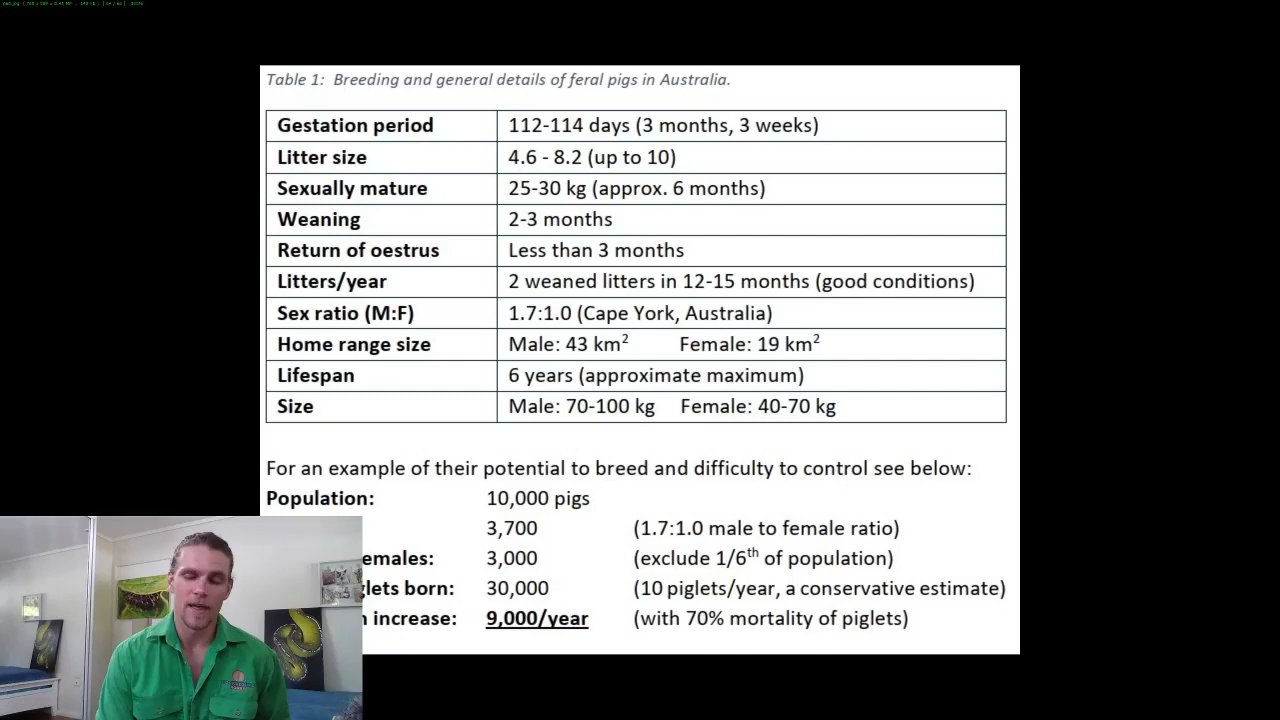 Table 1: Breeding and general details of feral pigs in Australia.
Gestation period 112-114 days (3 months, 3 weeks)
Litter size 4.6 - 8.2 (up to 10)
Sexually mature 25-30 kg (approx. 6 months)
Weaning 2-3 months
Return of oestrus Less than 3 months
Litters/year 2 weaned litters in 12-15 months (good conditions)
Sex ratio (M:F) 1.7:1.0 (Cape York, Australia)
Home range size Male: 43 km² Female: 19 km²
Lifespan 6 years (approximate maximum)
Size Male: 70-100 kg Female: 40-70 kg
For an example of their potential to breed and difficulty to control see below:
Population: 10,000 pigs
3,700 (1.7:1.0 male to female ratio)
emales: 3,000 (exclude 1/6th of population)
glets born: 30,000 (10 piglets/year, a conservative estimate)
increase: 9,000/year (with 70% mortality of piglets)